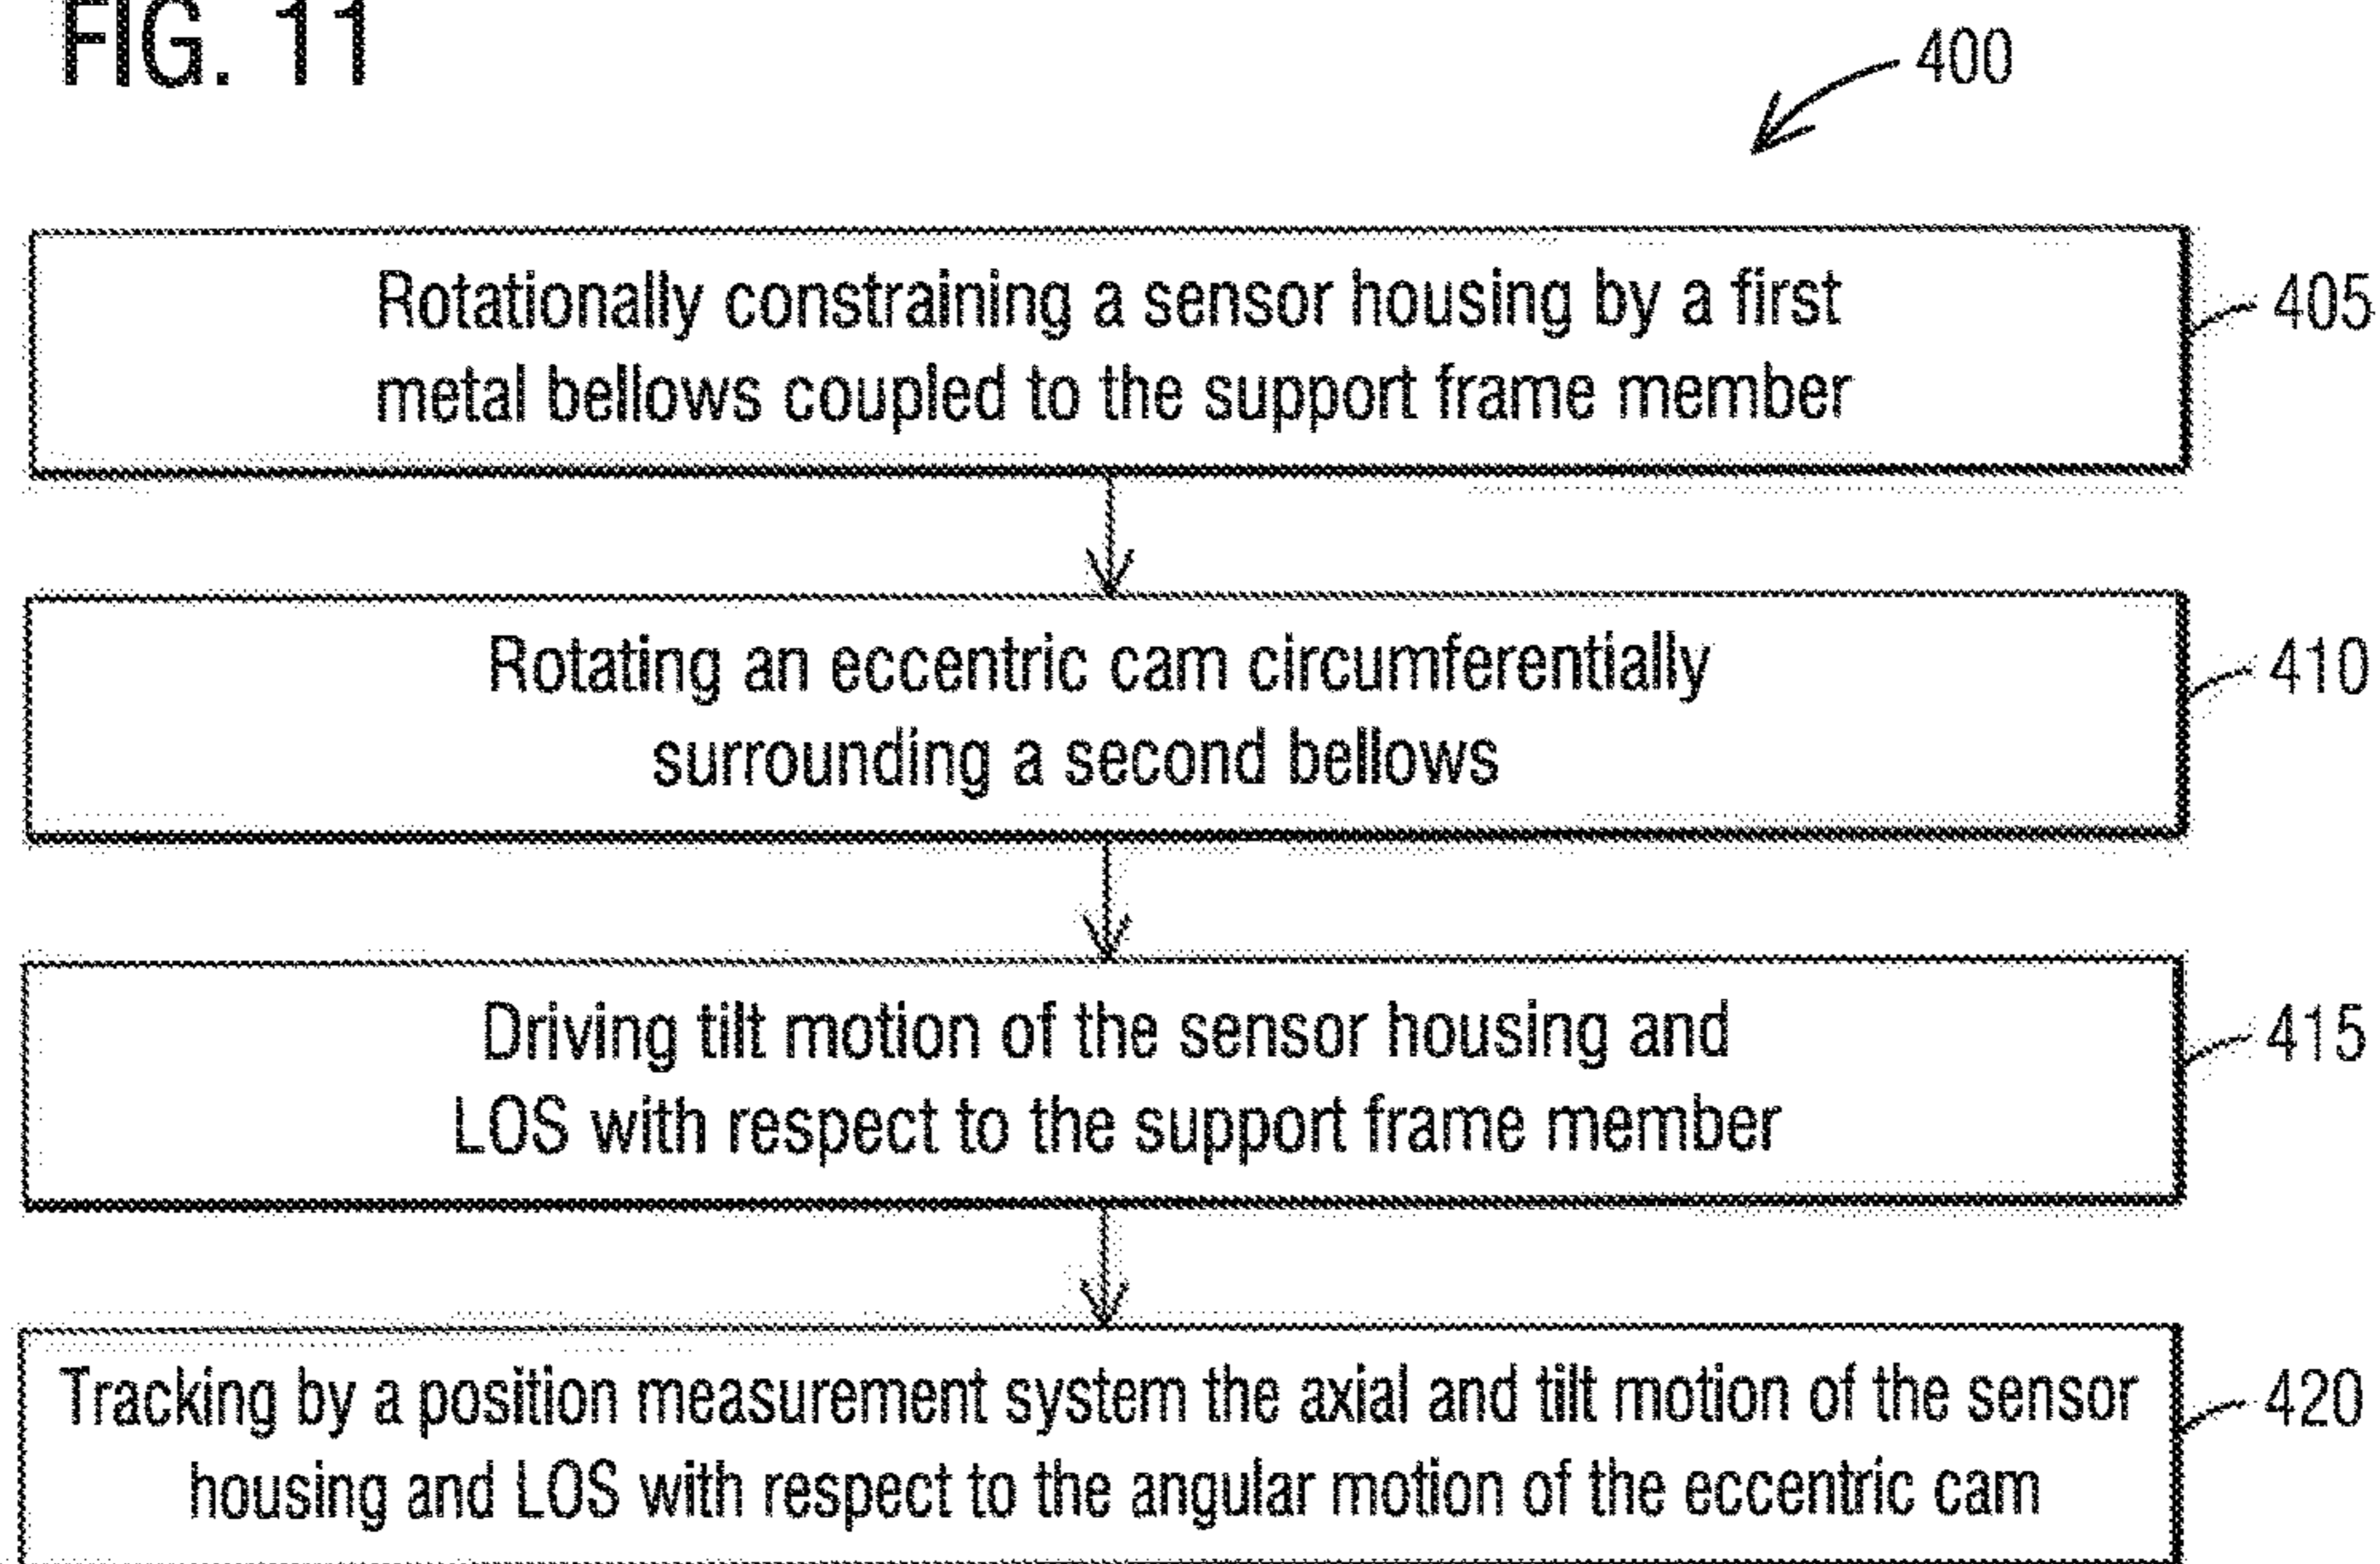 FIG. 11
400
Rotationally constraining a sensor housing by a first
metal bellows coupled to the support frame member
405
Rotating an eccentric cam circumferentially
surrounding a second bellows
410
Driving tilt motion of the sensor housing and
LOS with respect to the support frame member
415
Tracking by a position measurement system the axial and tilt motion of the sensor
housing and LOS with respect to the angular motion of the eccentric cam
420